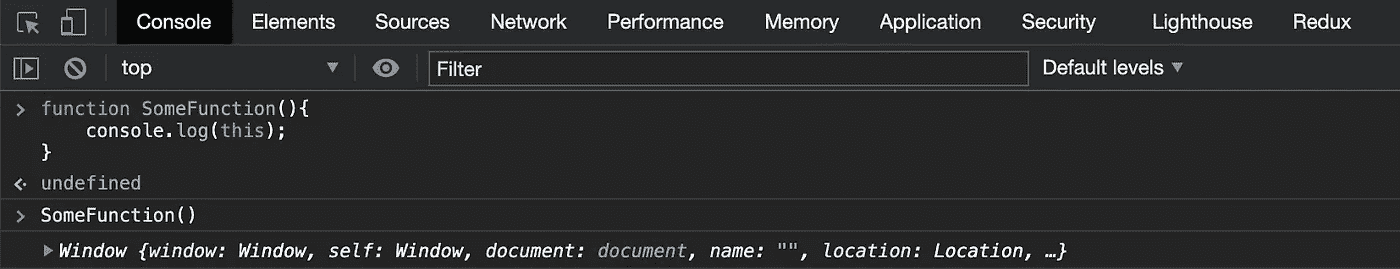 Console Elements Sources Network Performance Memory Application Security Lighthouse Redux
top Filter Default levels
function SomeFunction(){
console.log(this);
}
undefined
SomeFunction()
Window {window: Window, self: Window, document: document, name: "", location: Location, …}